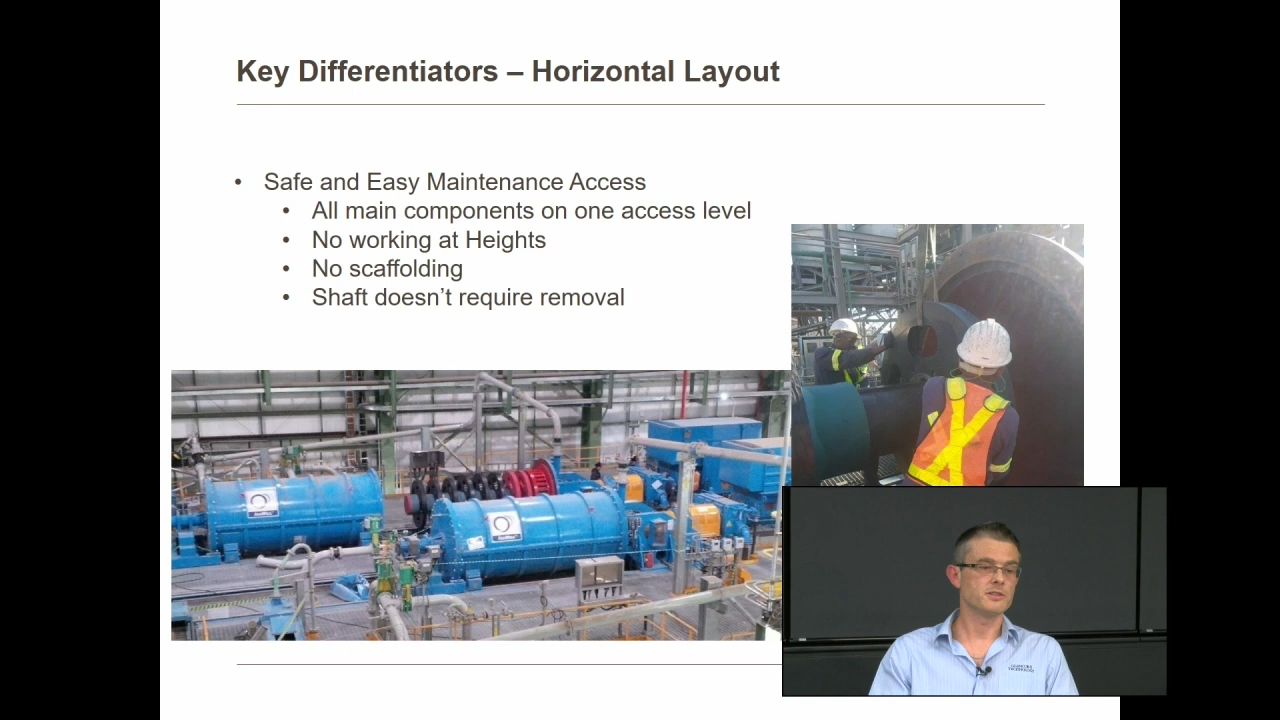 Key Differentiators – Horizontal Layout
• Safe and Easy Maintenance Access
• All main components on one access level
• No working at Heights
• No scaffolding
• Shaft doesn’t require removal